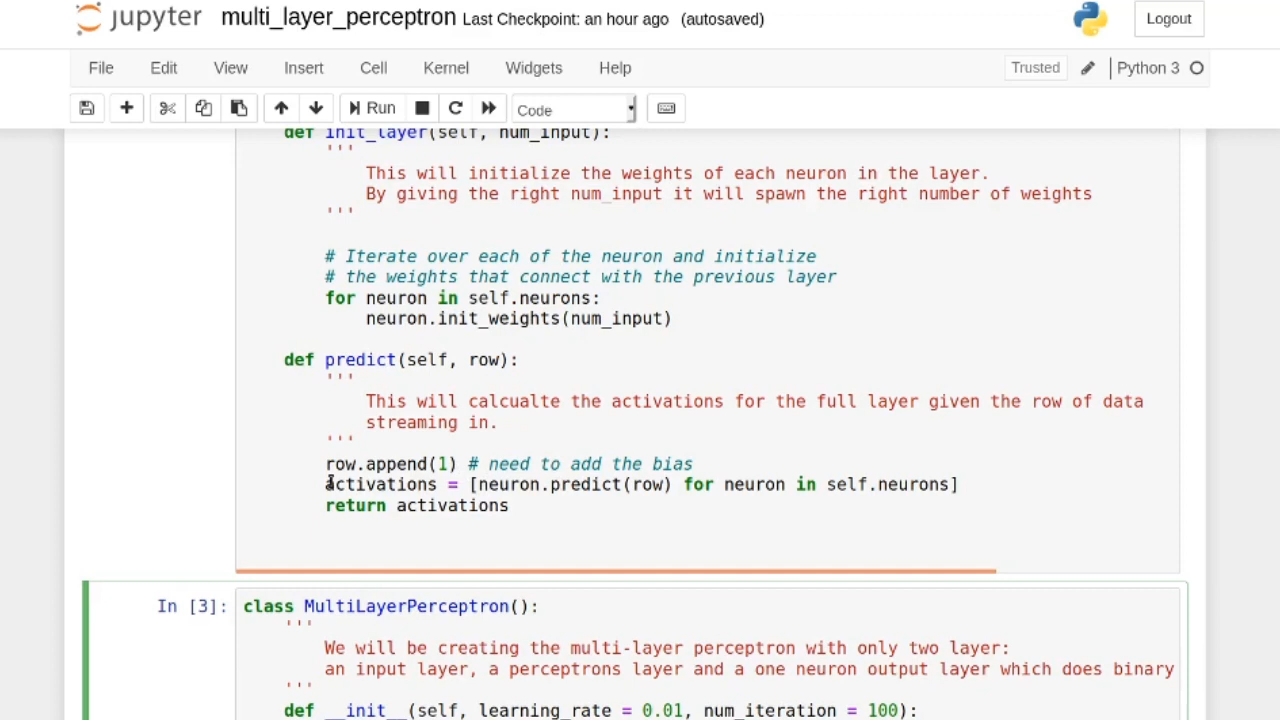 jupyter multi_layer_perceptron Last Checkpoint: an hour ago (autosaved) Logout
File Edit View Insert Cell Kernel Widgets Help Trusted Python 3
Run Code
def init_layer(self, num_input):
'''
This will initialize the weights of each neuron in the layer.
By giving the right num_input it will spawn the right number of weights
'''
# Iterate over each of the neuron and initialize
# the weights that connect with the previous layer
for neuron in self.neurons:
neuron.init_weights(num_input)
def predict(self, row):
'''
This will calcualte the activations for the full layer given the row of data
streaming in.
'''
row.append(1) # need to add the bias
activations = [neuron.predict(row) for neuron in self.neurons]
return activations
In [3]: class MultiLayerPerceptron():
'''
We will be creating the multi-layer perceptron with only two layer:
an input layer, a perceptrons layer and a one neuron output layer which does binary
'''
def __init__(self, learning_rate = 0.01, num_iteration = 100):